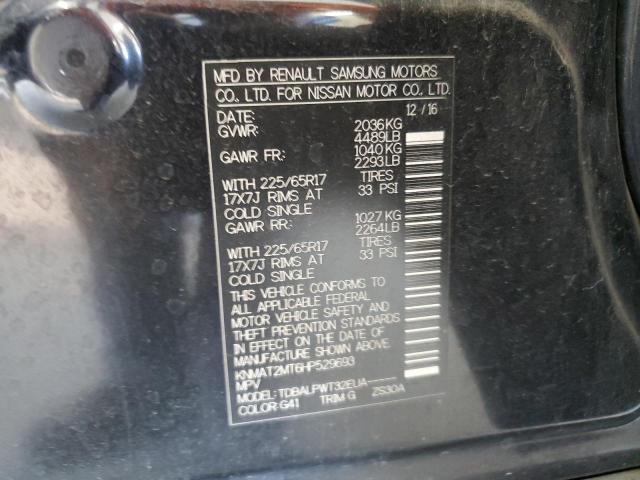 MFD BY RENAULT SAMSUNG MOTORS
CO., LTD. FOR NISSAN MOTOR CO., LTD.
DATE: 12/16
GVWR: 2036KG
4489LB
GAWR FR: 1040KG
2293LB
WITH 225/65R17 TIRES
17X7J RIMS AT 33 PSI
COLD SINGLE
GAWR RR: 1027KG
2264LB
WITH 225/65R17 TIRES
17X7J RIMS AT 33 PSI
COLD SINGLE
THIS VEHICLE CONFORMS TO
ALL APPLICABLE FEDERAL
MOTOR VEHICLE SAFETY AND
THEFT PREVENTION STANDARDS
IN EFFECT ON THE DATE OF
MANUFACTURE SHOWN ABOVE.
KNMAT2MT6HP529693
MPV
MODEL: TDBALPWT32EUA-----
COLOR: G41 TRIM: G ZS30A